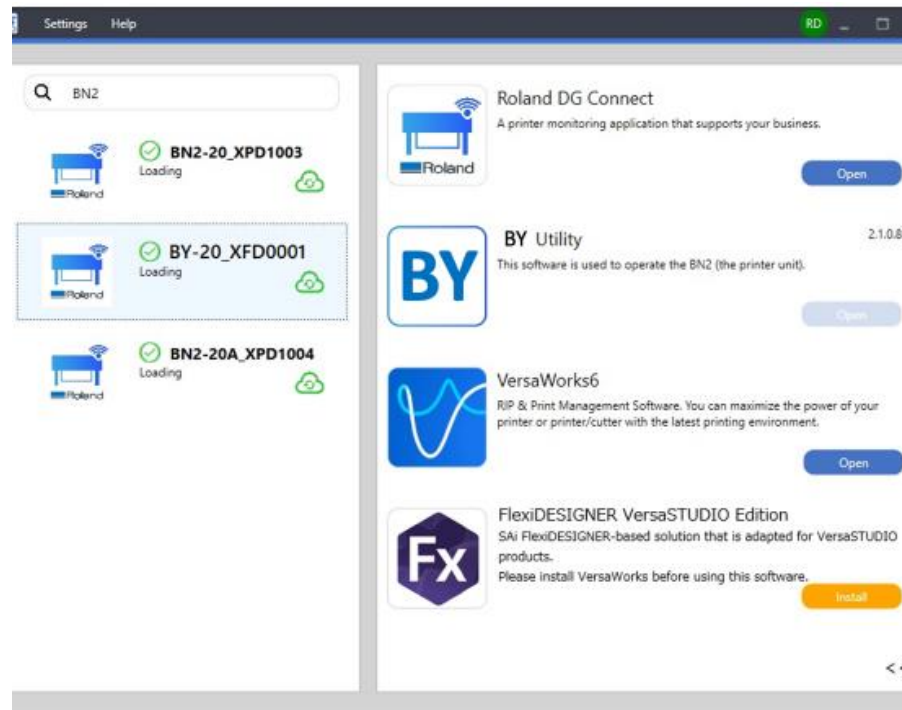 Settings Help RD
BN2
BN2-20_XPD1003
Loading
Roland
BY-20_XFD0001
Loading
Roland
BN2-20A_XPD1004
Loading
Roland
Roland DG Connect
A printer monitoring application that supports your business.
Roland
Open
BY
BY Utility
2.1.0.8
This software is used to operate the BN2 (the printer unit).
Open
VersaWorks6
RIP & Print Management Software. You can maximize the power of your
printer or printer/cutter with the latest printing environment.
Open
Fx
FlexiDESIGNER VersaSTUDIO Edition
SAi FlexiDESIGNER-based solution that is adapted for VersaSTUDIO
products.
Please install VersaWorks before using this software.
Install
<